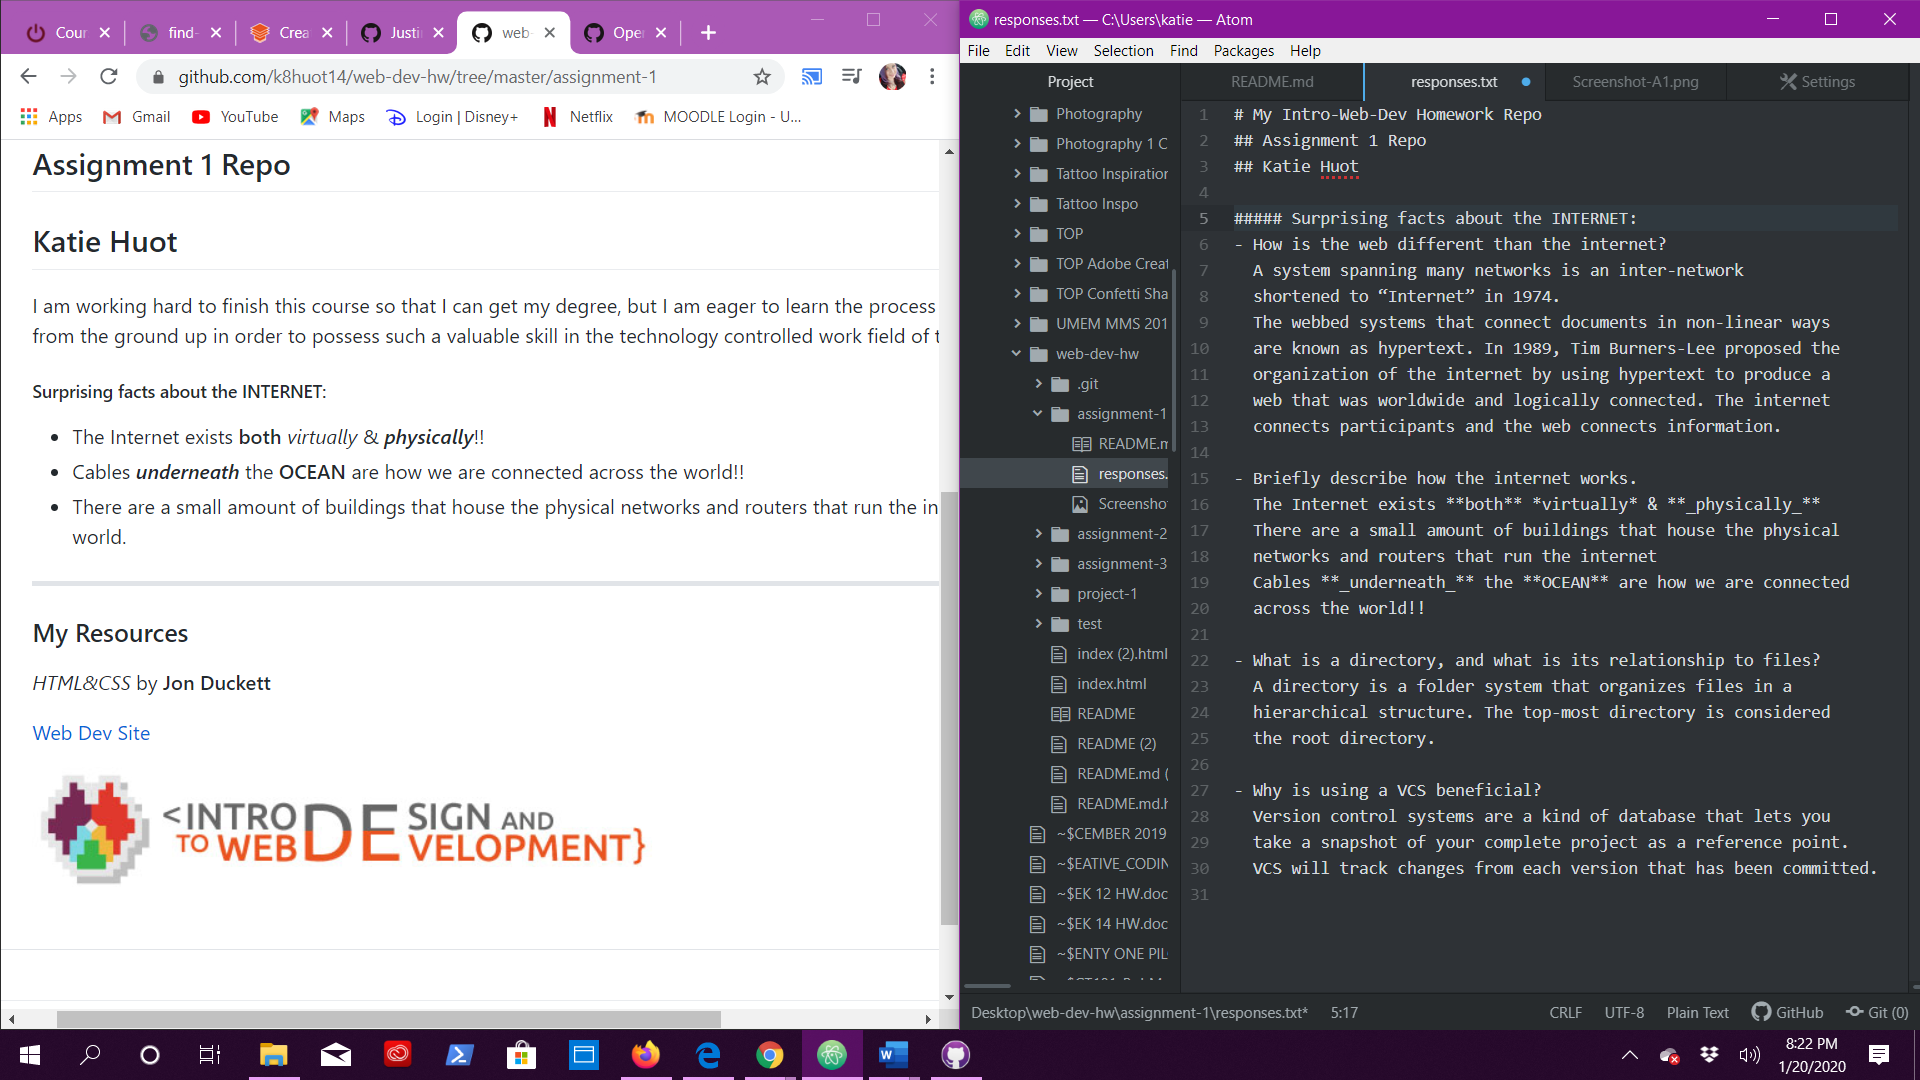 Cour
find-
Crea
Justi
web-
Ope
github.com/k8huot14/web-dev-hw/tree/master/assignment-1
Apps
Gmail
YouTube
Maps
Login | Disney+
Netflix
MOODLE Login - U...
Assignment 1 Repo
Katie Huot
I am working hard to finish this course so that I can get my degree, but I am eager to learn the process
from the ground up in order to possess such a valuable skill in the technology controlled work field of t
Surprising facts about the INTERNET:
The Internet exists both virtually & physically!!
Cables underneath the OCEAN are how we are connected across the world!!
There are a small amount of buildings that house the physical networks and routers that run the in
world.
My Resources
HTML&CSS by Jon Duckett
Web Dev Site
<INTRO DESIGN AND
TO WEB DEVELOPMENT}
responses.txt — C:\Users\katie — Atom
File Edit View Selection Find Packages Help
Project
Photography
Photography 1 C
Tattoo Inspiration
Tattoo Inspo
TOP
TOP Adobe Creat
TOP Confetti Sha
UMEM MMS 201
web-dev-hw
.git
assignment-1
README.m
responses.
Screenshot
assignment-2
assignment-3
project-1
test
index (2).html
index.html
README
README (2)
README.md (
README.md.h
~$CEMBER 2019
~$EATIVE_CODIN
~$EK 12 HW.doc
~$EK 14 HW.doc
~$ENTY ONE PIL
README.md
responses.txt
Screenshot-A1.png
Settings
1 # My Intro-Web-Dev Homework Repo
2 ## Assignment 1 Repo
3 ## Katie Huot
4
5 ##### Surprising facts about the INTERNET:
6 - How is the web different than the internet?
7 A system spanning many networks is an inter-network
8 shortened to “Internet” in 1974.
9 The webbed systems that connect documents in non-linear ways
10 are known as hypertext. In 1989, Tim Burners-Lee proposed the
11 organization of the internet by using hypertext to produce a
12 web that was worldwide and logically connected. The internet
13 connects participants and the web connects information.
14
15 - Briefly describe how the internet works.
16 The Internet exists **both** *virtually* & **_physically_**
17 There are a small amount of buildings that house the physical
18 networks and routers that run the internet
19 Cables **_underneath_** the **OCEAN** are how we are connected
20 across the world!!
21
22 - What is a directory, and what is its relationship to files?
23 A directory is a folder system that organizes files in a
24 hierarchical structure. The top-most directory is considered
25 the root directory.
26
27 - Why is using a VCS beneficial?
28 Version control systems are a kind of database that lets you
29 take a snapshot of your complete project as a reference point.
30 VCS will track changes from each version that has been committed.
31
Desktop\web-dev-hw\assignment-1\responses.txt* 5:17
CRLF UTF-8 Plain Text GitHub Git (0)
8:22 PM
1/20/2020